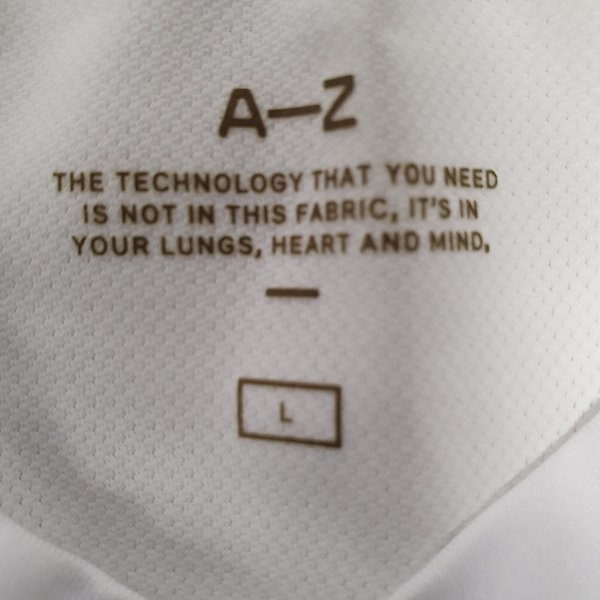 A—Z
THE TECHNOLOGY THAT YOU NEED
IS NOT IN THIS FABRIC, IT'S IN
YOUR LUNGS, HEART AND MIND.
L